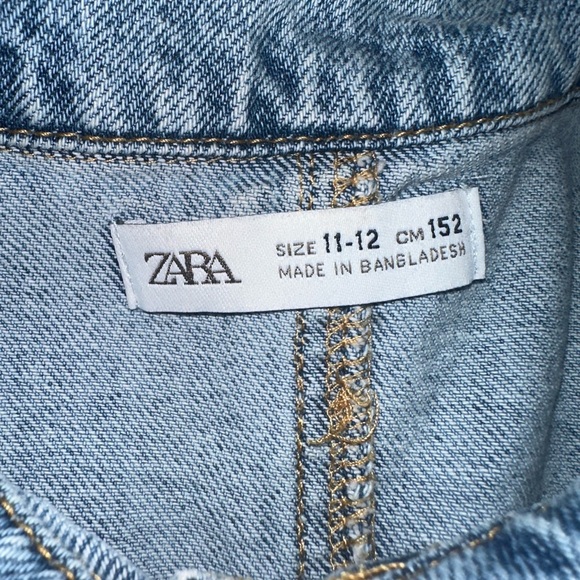 ZARA
SIZE 11-12 CM 152
MADE IN BANGLADESH